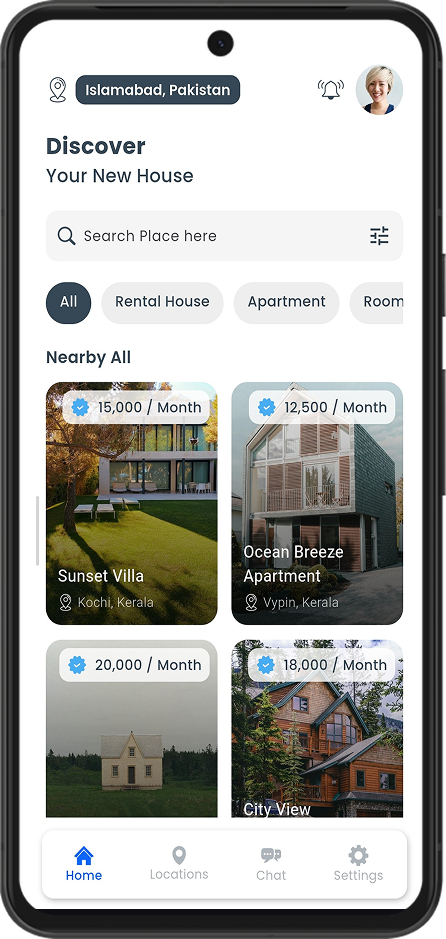 Islamabad, Pakistan
Discover
Your New House
Search Place here
All
Rental House
Apartment
Room
Nearby All
15,000 / Month
12,500 / Month
Sunset Villa
Kochi, Kerala
Ocean Breeze
Apartment
Vypin, Kerala
20,000 / Month
18,000 / Month
City View
Home
Locations
Chat
Settings